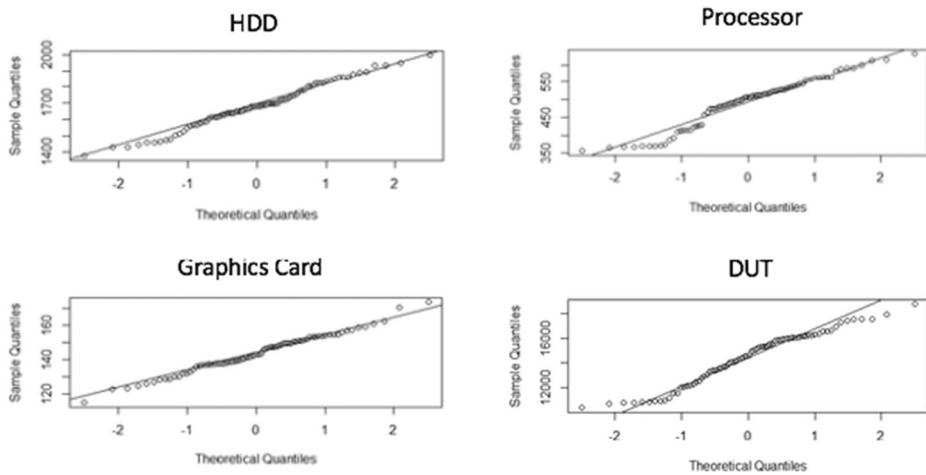 HDD
Sample Quantiles
1400 1700 2000
-2 -1 0 1 2
Theoretical Quantiles
Processor
Sample Quantiles
350 450 550
-2 -1 0 1 2
Theoretical Quantiles
Graphics Card
Sample Quantiles
120 140 160
-2 -1 0 1 2
Theoretical Quantiles
DUT
Sample Quantiles
12000 16000
-2 -1 0 1 2
Theoretical Quantiles